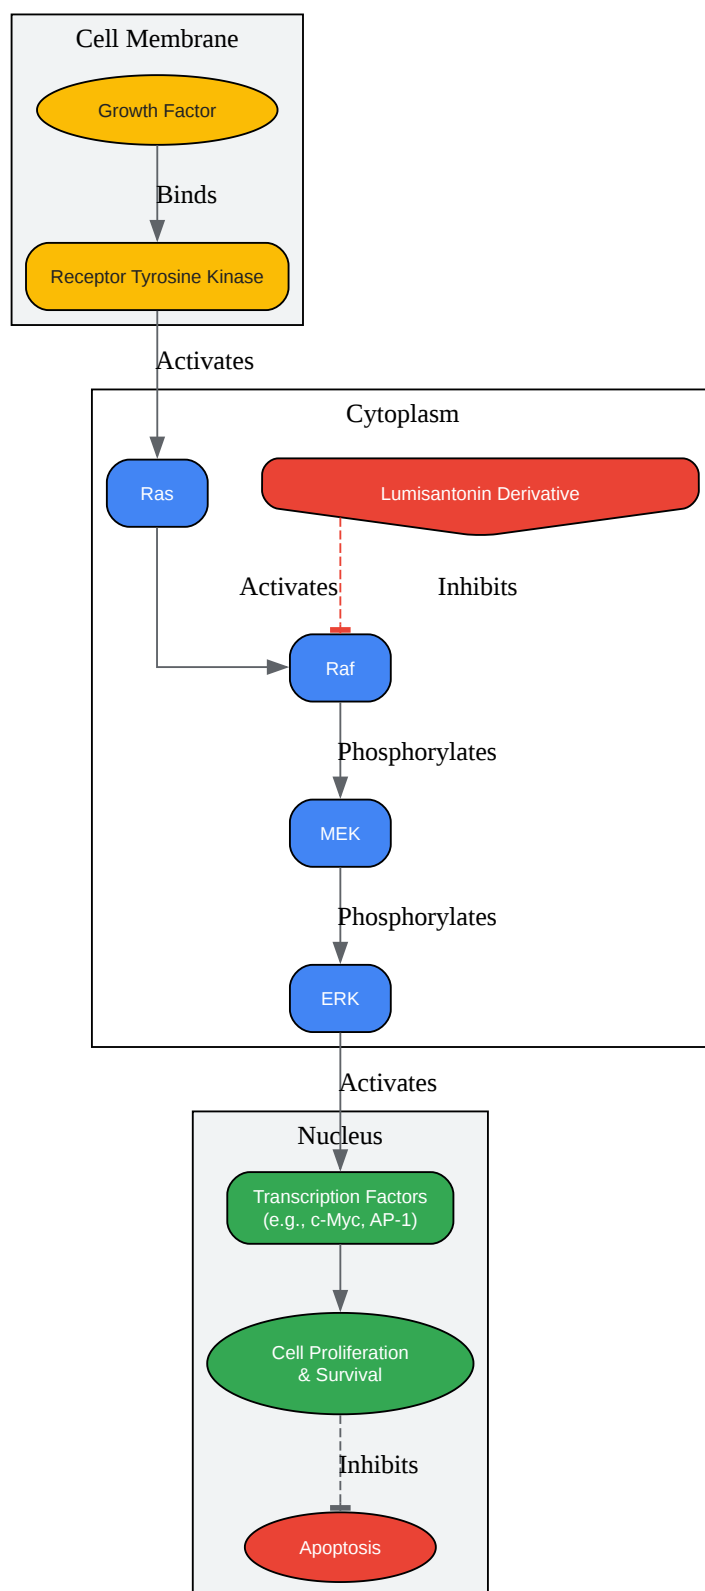 Cell Membrane
Growth Factor
Binds
Receptor Tyrosine Kinase
Activates
Cytoplasm
Ras
Lumisantonin Derivative
Activates
Inhibits
Raf
Phosphorylates
MEK
Phosphorylates
ERK
Activates
Nucleus
Transcription Factors
(e.g., c-Myc, AP-1)
Cell Proliferation
& Survival
Inhibits
Apoptosis